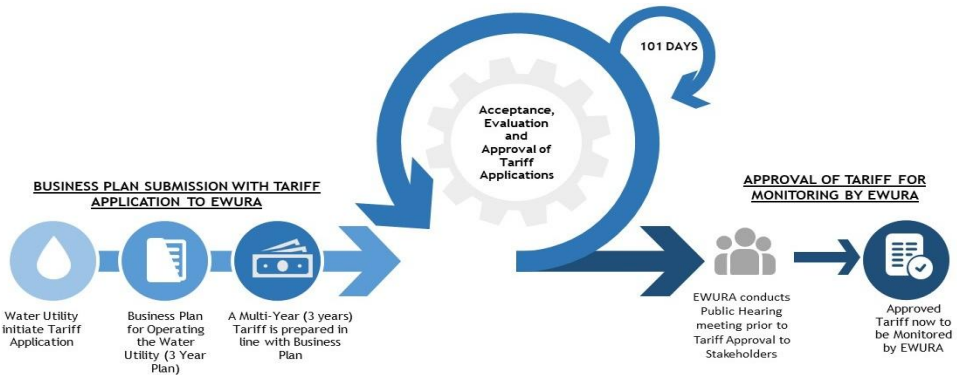 101 DAYS
Acceptance,
Evaluation
and
Approval of
Tariff
Applications
BUSINESS PLAN SUBMISSION WITH TARIFF
APPLICATION TO EWURA
Water Utility
initiate Tariff
Application
Business Plan
for Operating
the Water
Utility (3 Year
Plan)
A Multi-Year (3 years)
Tariff is prepared in
line with Business
Plan
APPROVAL OF TARIFF FOR
MONITORING BY EWURA
EWURA conducts
Public Hearing
meeting prior to
Tariff Approval to
Stakeholders
Approved
Tariff now to
be Monitored
by EWURA